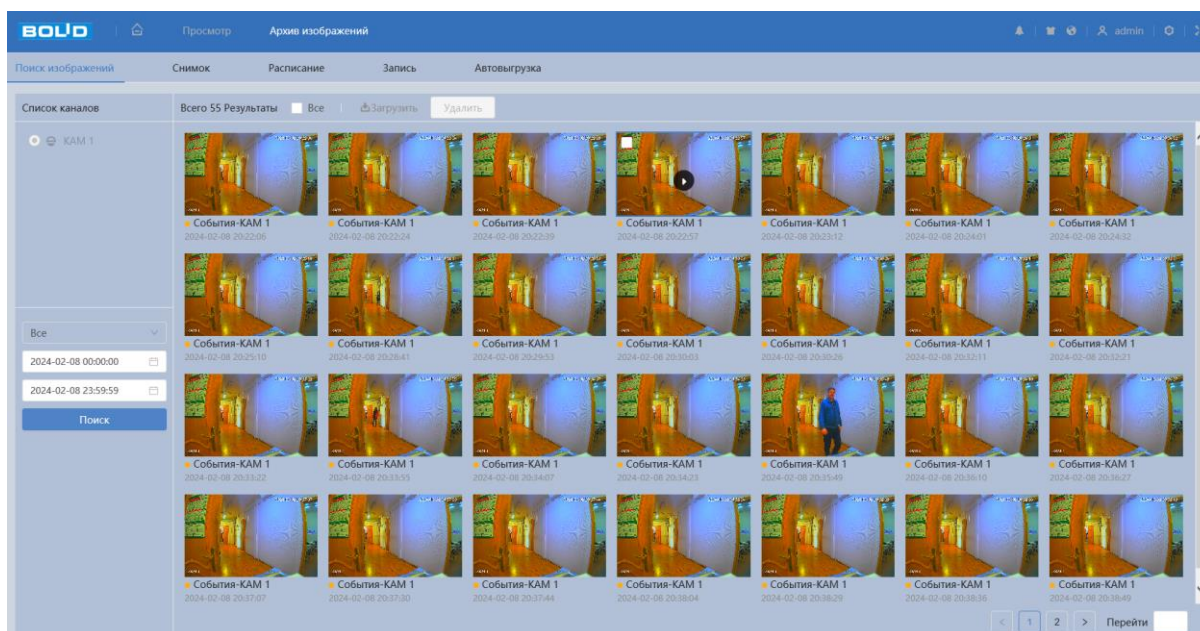 BOLID Просмотр Архив изображений admin
Поиск изображений Снимок Расписание Запись Автовыгрузка
Список каналов Всего 55 Результаты Все Загрузить Удалить
КАМ 1
События-КАМ 1 События-КАМ 1 События-КАМ 1 События-КАМ 1 События-КАМ 1 События-КАМ 1 События-КАМ 1
2024-02-08 20:22:06 2024-02-08 20:22:24 2024-02-08 20:22:39 2024-02-08 20:22:57 2024-02-08 20:23:12 2024-02-08 20:24:01 2024-02-08 20:24:32
Все
2024-02-08 00:00:00
2024-02-08 23:59:59
Поиск
События-КАМ 1 События-КАМ 1 События-КАМ 1 События-КАМ 1 События-КАМ 1 События-КАМ 1 События-КАМ 1
2024-02-08 20:25:10 2024-02-08 20:28:41 2024-02-08 20:29:53 2024-02-08 20:30:03 2024-02-08 20:30:26 2024-02-08 20:32:11 2024-02-08 20:32:21
События-КАМ 1 События-КАМ 1 События-КАМ 1 События-КАМ 1 События-КАМ 1 События-КАМ 1 События-КАМ 1
2024-02-08 20:33:22 2024-02-08 20:33:55 2024-02-08 20:34:07 2024-02-08 20:34:23 2024-02-08 20:35:49 2024-02-08 20:36:10 2024-02-08 20:36:27
События-КАМ 1 События-КАМ 1 События-КАМ 1 События-КАМ 1 События-КАМ 1 События-КАМ 1 События-КАМ 1
2024-02-08 20:37:07 2024-02-08 20:37:20 2024-02-08 20:37:44 2024-02-08 20:38:04 2024-02-08 20:38:29 2024-02-08 20:38:36 2024-02-08 20:38:49
< 1 2 > Перейти